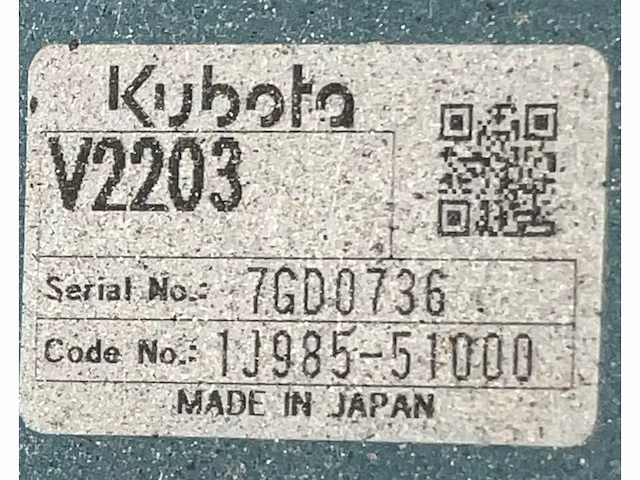 Kubota
V2203
Serial No.: 7GD0736
Code No.: 1J985-51000
MADE IN JAPAN